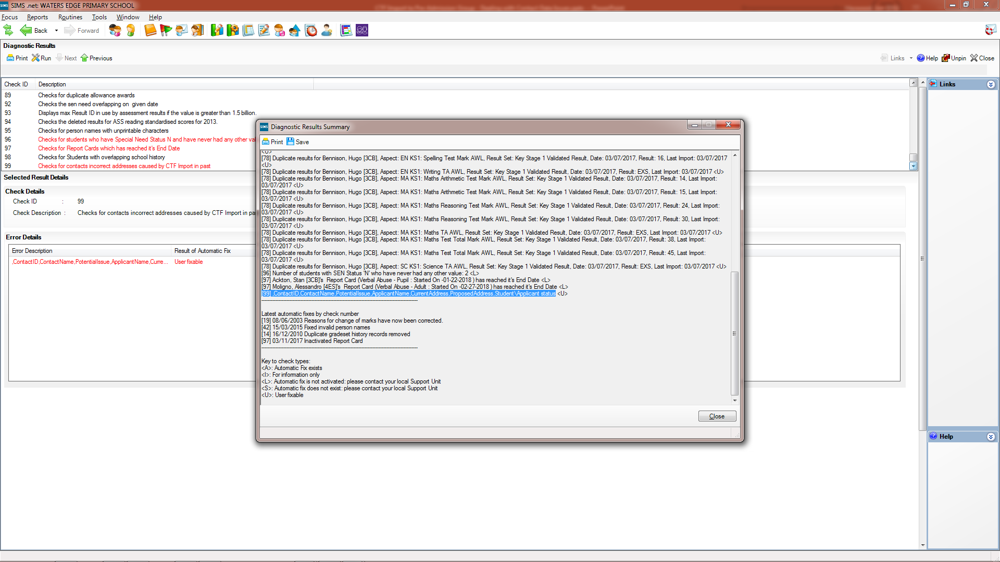 SIMS .net: WATERS EDGE PRIMARY SCHOOL
Focus Reports Routines Tools Window Help
Back Forward
Diagnostic Results
Print Run Next Previous Links Help Unpin Close
Check ID Description
89 Checks for duplicate allowance awards
92 Checks the sen need overlapping on given date
93 Displays max Result ID in use by assessment results if the value is greater than 1.5 billion.
94 Checks the deleted results for ASS reading standardised scores for 2013.
95 Checks for person names with unprintable characters
96 Checks for students who have Special Need Status N and have never had any other val
97 Checks for Report Cards which has reached it's End Date
98 Checks for Students with overlapping school history
99 Checks for contacts incorrect addresses caused by CTF Import in past
Selected Result Details
Check Details
Check ID : 99
Check Description : Checks for contacts incorrect addresses caused by CTF Import in pa
Error Details
Error Description Result of Automatic Fix
,ContactID,ContactName,PotentialIssue,ApplicantName,Curre... User fixable
Links
Help
SIMS Diagnostic Results Summary
Print Save
<U>
[78] Duplicate results for Bennison, Hugo [3CB], Aspect: EN KS1: Spelling Test Mark AWL, Result Set: Key Stage 1 Validated Result, Date: 03/07/2017, Result: 16, Last Import: 03/07/2017
<U>
[78] Duplicate results for Bennison, Hugo [3CB], Aspect: EN KS1: Writing TA AWL, Result Set: Key Stage 1 Validated Result, Date: 03/07/2017, Result: EXS, Last Import: 03/07/2017 <U>
[78] Duplicate results for Bennison, Hugo [3CB], Aspect: MA KS1: Maths Arithmetic Test Mark AWL, Result Set: Key Stage 1 Validated Result, Date: 03/07/2017, Result: 14, Last Import:
03/07/2017 <U>
[78] Duplicate results for Bennison, Hugo [3CB], Aspect: MA KS1: Maths Arithmetic Test Mark AWL, Result Set: Key Stage 1 Validated Result, Date: 03/07/2017, Result: 15, Last Import:
03/07/2017 <U>
[78] Duplicate results for Bennison, Hugo [3CB], Aspect: MA KS1: Maths Reasoning Test Mark AWL, Result Set: Key Stage 1 Validated Result, Date: 03/07/2017, Result: 24, Last Import:
03/07/2017 <U>
[78] Duplicate results for Bennison, Hugo [3CB], Aspect: MA KS1: Maths Reasoning Test Mark AWL, Result Set: Key Stage 1 Validated Result, Date: 03/07/2017, Result: 30, Last Import:
03/07/2017 <U>
[78] Duplicate results for Bennison, Hugo [3CB], Aspect: MA KS1: Maths TA AWL, Result Set: Key Stage 1 Validated Result, Date: 03/07/2017, Result: EXS, Last Import: 03/07/2017 <U>
[78] Duplicate results for Bennison, Hugo [3CB], Aspect: MA KS1: Maths Test Total Mark AWL, Result Set: Key Stage 1 Validated Result, Date: 03/07/2017, Result: 38, Last Import:
03/07/2017 <U>
[78] Duplicate results for Bennison, Hugo [3CB], Aspect: MA KS1: Maths Test Total Mark AWL, Result Set: Key Stage 1 Validated Result, Date: 03/07/2017, Result: 45, Last Import:
03/07/2017 <U>
[78] Duplicate results for Bennison, Hugo [3CB], Aspect: SC KS1: Science TA AWL, Result Set: Key Stage 1 Validated Result, Date: 03/07/2017, Result: EXS, Last Import: 03/07/2017 <U>
[96] Number of students with SEN Status 'N' who have never had any other value: 2 <L>
[97] Ackton, Stan [3CB]'s Report Card (Verbal Abuse - Pupil : Started On -01-22-2018 ) has reached it's End Date <L>
[97] Moligno, Alessandro [4ES]'s Report Card (Verbal Abuse - Adult : Started On -02-27-2018 ) has reached it's End Date <L>
[99] ,ContactID,ContactName,PotentialIssue,ApplicantName,CurrentAddress,ProposedAddress,Student\Applicant status <U>
Latest automatic fixes by check number
[19] 08/06/2003 Reasons for change of marks have now been corrected.
[42] 15/03/2015 Fixed invalid person names
[14] 16/12/2010 Duplicate gradeset history records removed
[97] 03/11/2017 Inactivated Report Card
Key to check types:
<A>: Automatic Fix exists
<I>: For information only
<L>: Automatic fix is not activated: please contact your local Support Unit
<S>: Automatic fix does not exist: please contact your local Support Unit
<U>: User fixable
Close